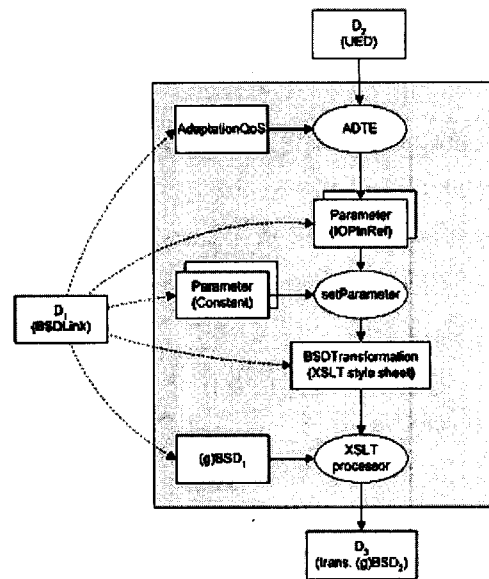 D2
(UED)
AdaptationQoS
ADTE
Parameter
(IOPinRef)
Parameter
(Constant)
setParameter
D1
(BSDLink)
BSDTransformation
(XSLT style sheet)
(g)BSD1
XSLT
processor
D3
(trans. (g)BSD2)